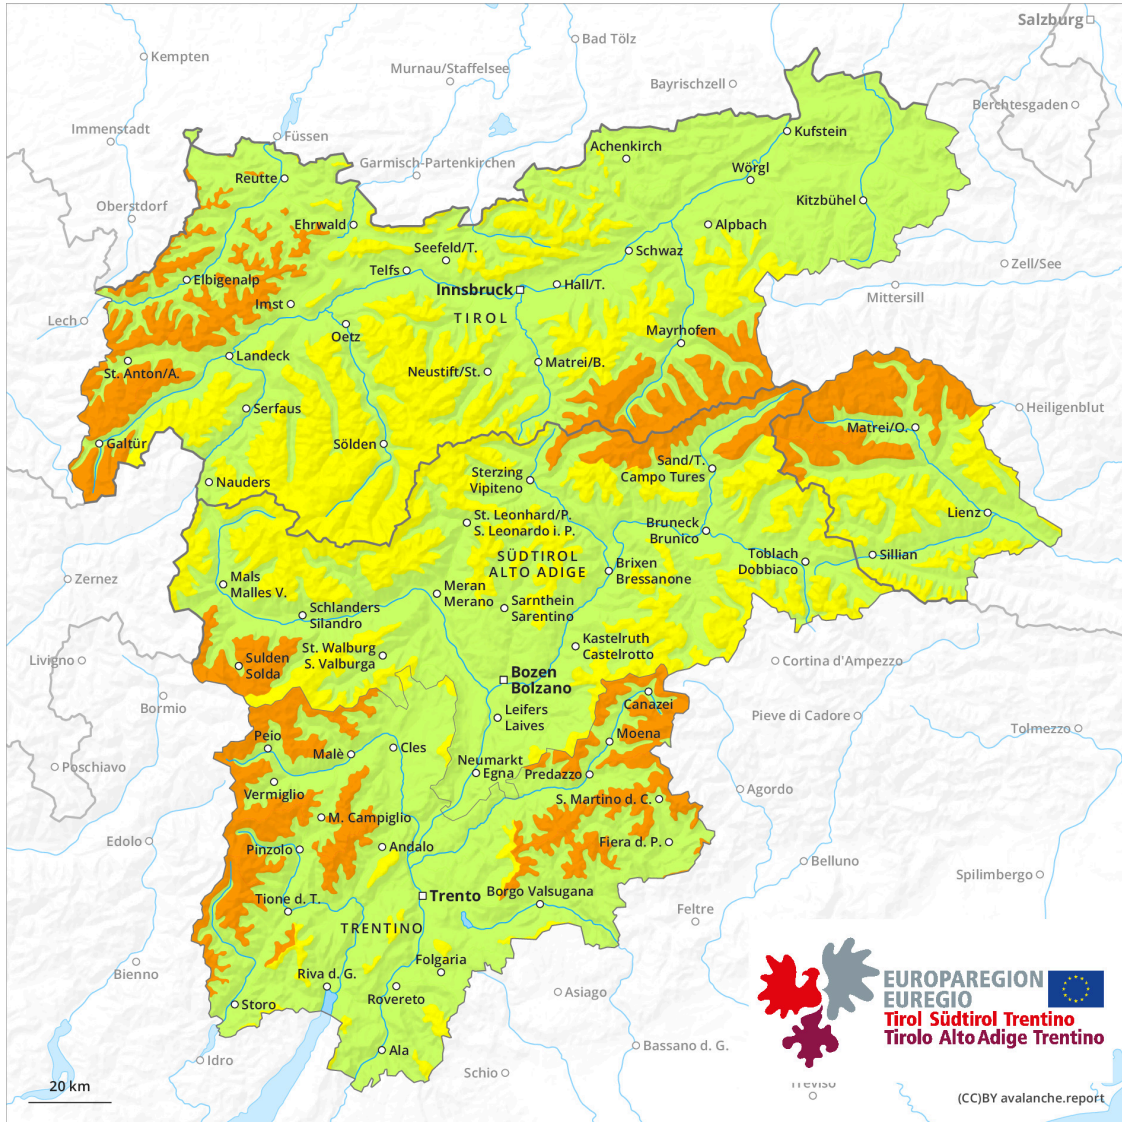 Salzburg
Bad Tölz
Kempten
Murnau/Staffelsee
Bayrischzell
Berchtesgaden
Immenstadt
Füssen
Kufstein
Achenkirch
Garmisch-Partenkirchen
Wörgl
Reutte
Oberstdorf
Kitzbühel
Ehrwald
Alpbach
Seefeld/T.
Schwaz
Zell/See
Telfs
Elbigenalp
Innsbruck
Hall/T.
Mittersill
Imst
TIROL
Lech
Oetz
Mayrhofen
Landeck
Matrei/B.
St. Anton/A.
Neustift/St.
Serfaus
Heiligenblut
Matrei/O.
Galtür
Sölden
Sand/T.
Campo Tures
Sterzing
Vipiteno
Nauders
St. Leonhard/P.
S. Leonardo i. P.
Lienz
Bruneck
Brunico
SÜDTIROL
ALTO ADIGE
Toblach
Dobbiaco
Sillian
Brixen
Bressanone
Zernez
Mals
Malles V.
Meran
Merano
Sarnthein
Sarentino
Schlanders
Silandro
Kastelruth
Castelrotto
St. Walburg
S. Valburga
Livigno
Sulden
Solda
Cortina d'Ampezzo
Bozen
Bolzano
Bormio
Canazei
Leifers
Laives
Pieve di Cadore
Tolmezzo
Peio
Moena
Malè
Cles
Neumarkt
Egna
Predazzo
Poschiavo
Vermiglio
Agordo
S. Martino d. C.
M. Campiglio
Edolo
Pinzolo
Andalo
Fiera d. P.
Belluno
Spilimbergo
Trento
Borgo Valsugana
Tione d. T.
Feltre
TRENTINO
Folgaria
Bienno
Riva d. G.
Rovereto
Asiago
Storo
EUROPAREGION
EUREGIO
Tirol Südtirol Trentino
Tirolo Alto Adige Trentino
Ala
Bassano d. G.
Idro
Schio
20 km
Treviso
(CC)BY avalanche.report